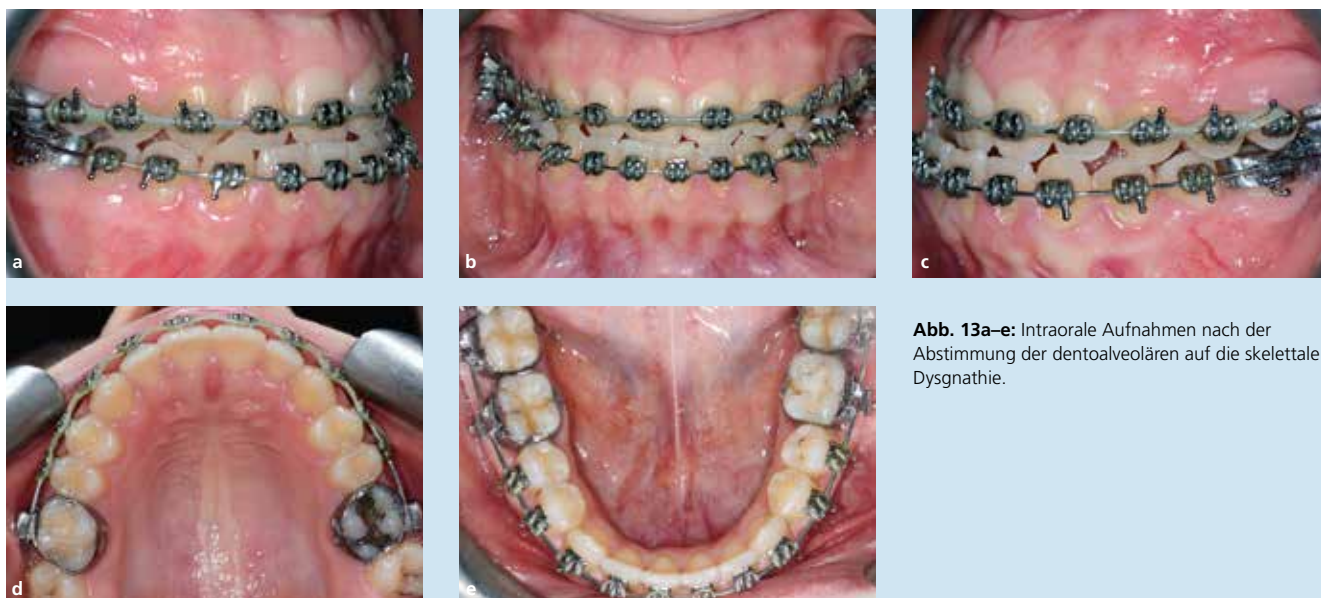 a
b
c
d
e
Abb. 13a–e: Intraorale Aufnahmen nach der
Abstimmung der dentoalveolären auf die skelettale
Dysgnathie.